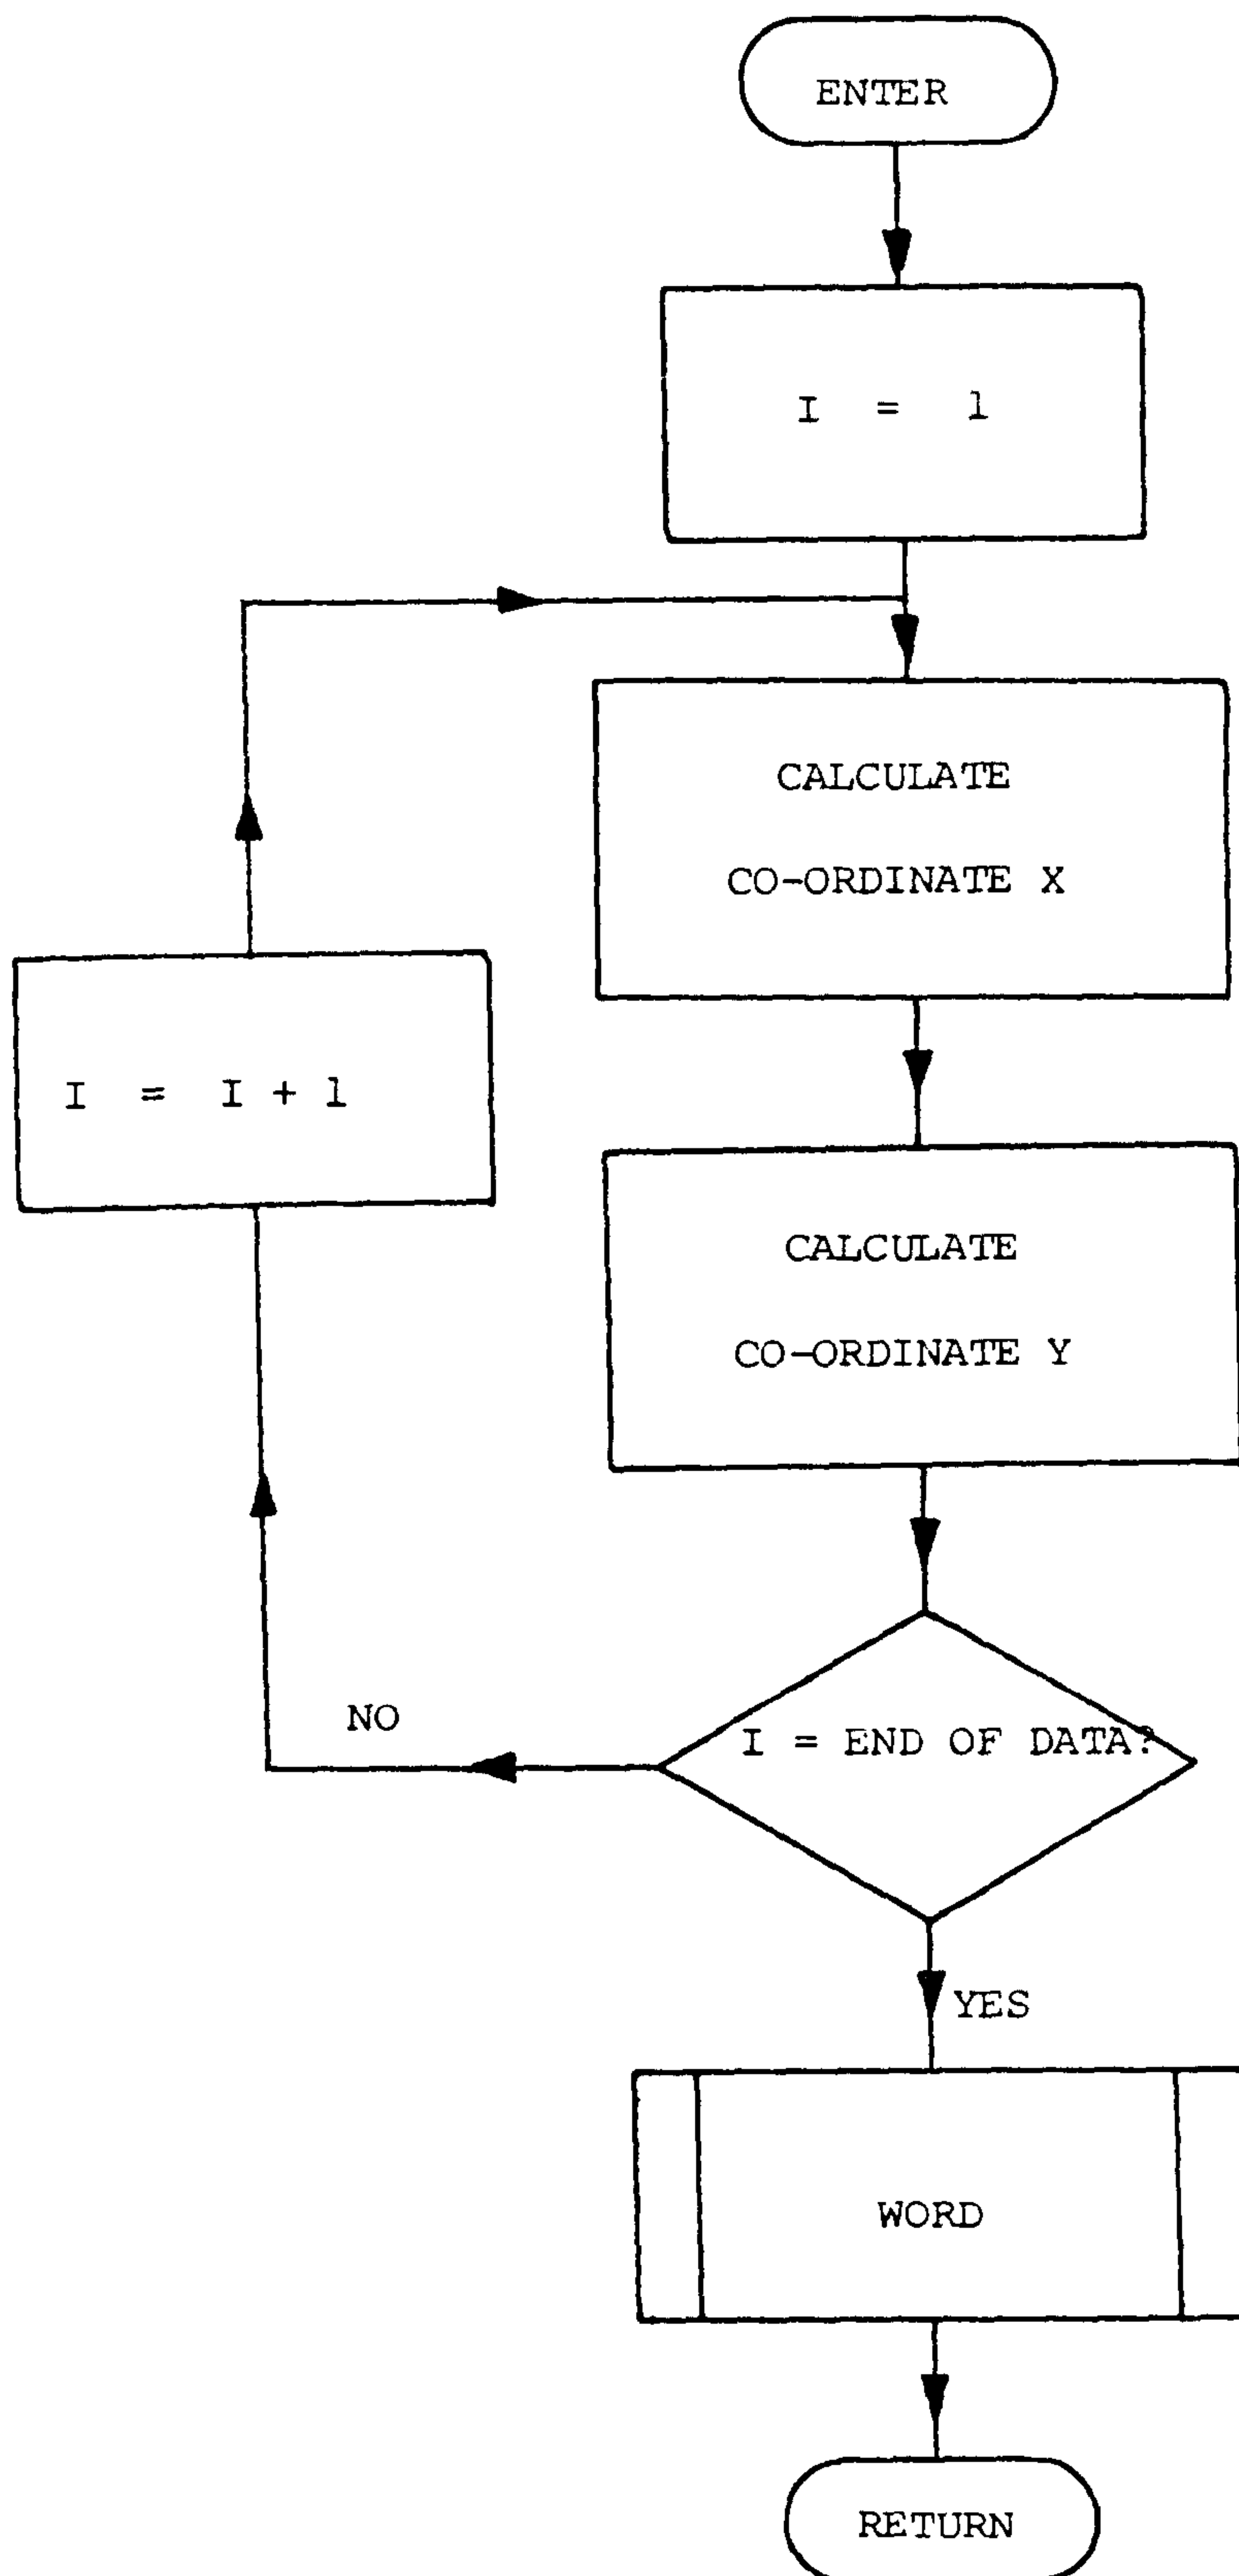 ENTER
I = 1
CALCULATE
CO-ORDINATE X
I = I + 1
CALCULATE
CO-ORDINATE Y
I = END OF DATA?
NO
YES
WORD
RETURN